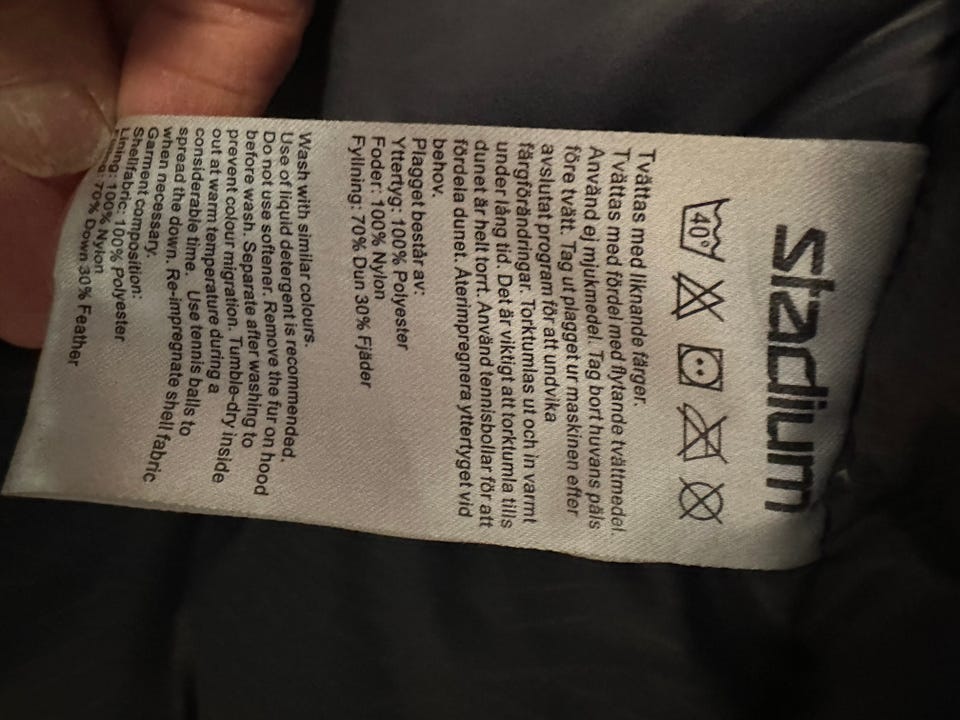 stadium
40°
Tvättas med liknande färger.
Tvättas med fördel med flytande tvättmedel.
Använd ej mjukmedel. Tag bort huvans päls
före tvätt. Tag ut plagget ur maskinen efter
avslutat program för att undvika
färgförändringar. Torktumlas ut och in varmt
under lång tid. Det är viktigt att torktumla tills
dunet är helt torrt. Använd tennisbollar för att
fördela dunet. Återimpregnera yttertyget vid
behov.
Plagget består av:
Yttertyg: 100% Polyester
Foder: 100% Nylon
Fyllning: 70% Dun 30% Fjäder
Wash with similar colours.
Use of liquid detergent is recommended.
Do not use softener. Remove the fur on hood
before wash. Separate after washing to
prevent colour migration. Tumble-dry inside
out at warm temperature during a
considerable time. Use tennis balls to
spread the down. Re-impregnate shell fabric
when necessary.
Garment composition:
Shellfabric: 100% Polyester
Lining: 100% Nylon
70% Down 30% Feather